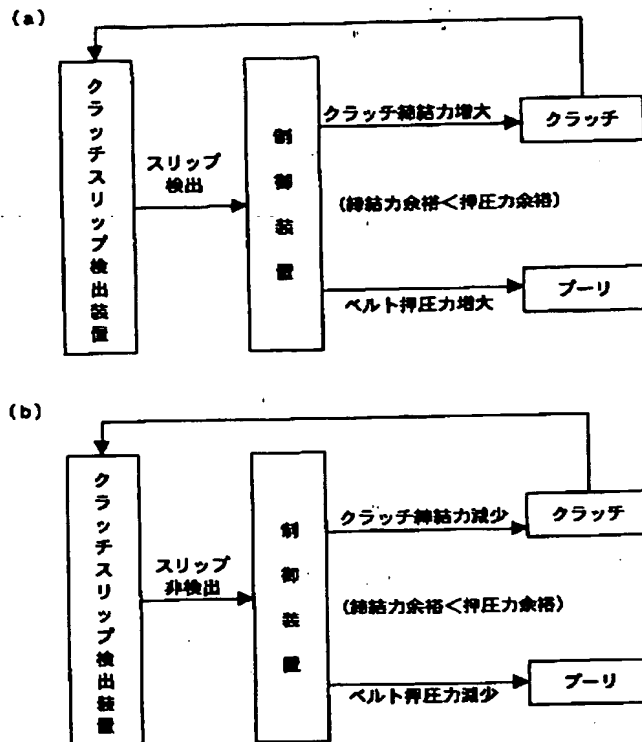 (a)
クラッチスリップ検出装置
スリップ
検出
制御装置
クラッチ締結力増大
クラッチ
(締結力余裕<押圧力余裕)
ベルト押圧力増大
プーリ
(b)
クラッチスリップ検出装置
スリップ
非検出
制御装置
クラッチ締結力減少
クラッチ
(締結力余裕<押圧力余裕)
ベルト押圧力減少
プーリ